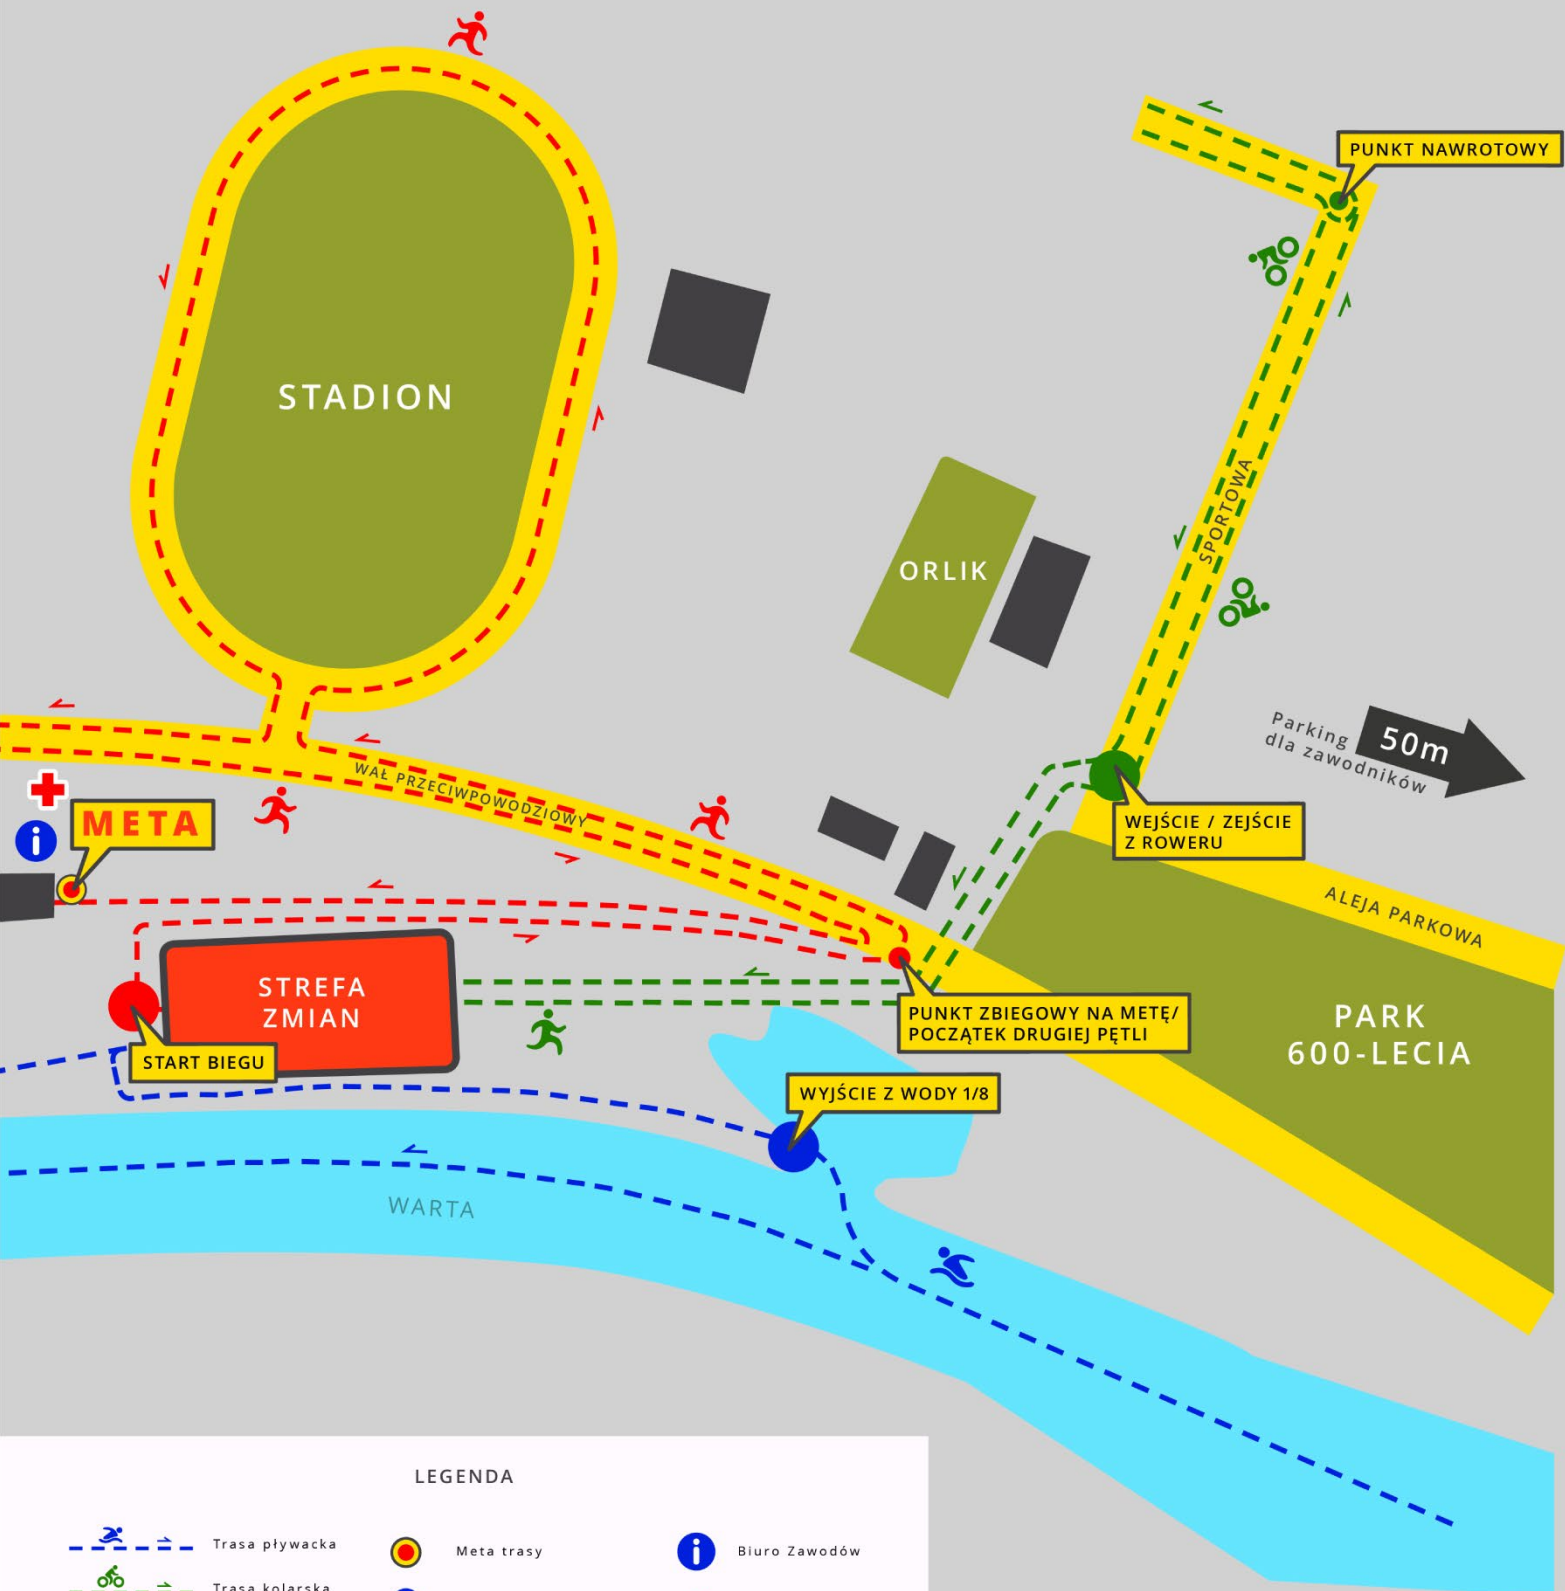 PUNKT NAWROTOWY
STADION
SPORTOWA
ORLIK
Parking
dla zawodników
50m
WAŁ PRZECIWPOWODZIOWY
META
WEJŚCIE / ZEJŚCIE
Z ROWERU
ALEJA PARKOWA
STREFA
ZMIAN
PUNKT ZBIEGOWY NA METĘ/
POCZĄTEK DRUGIEJ PĘTLI
PARK
600-LECIA
START BIEGU
WYJŚCIE Z WODY 1/8
WARTA
LEGENDA
Trasa pływacka
Meta trasy
Biuro Zawodów
Trasa kolarska